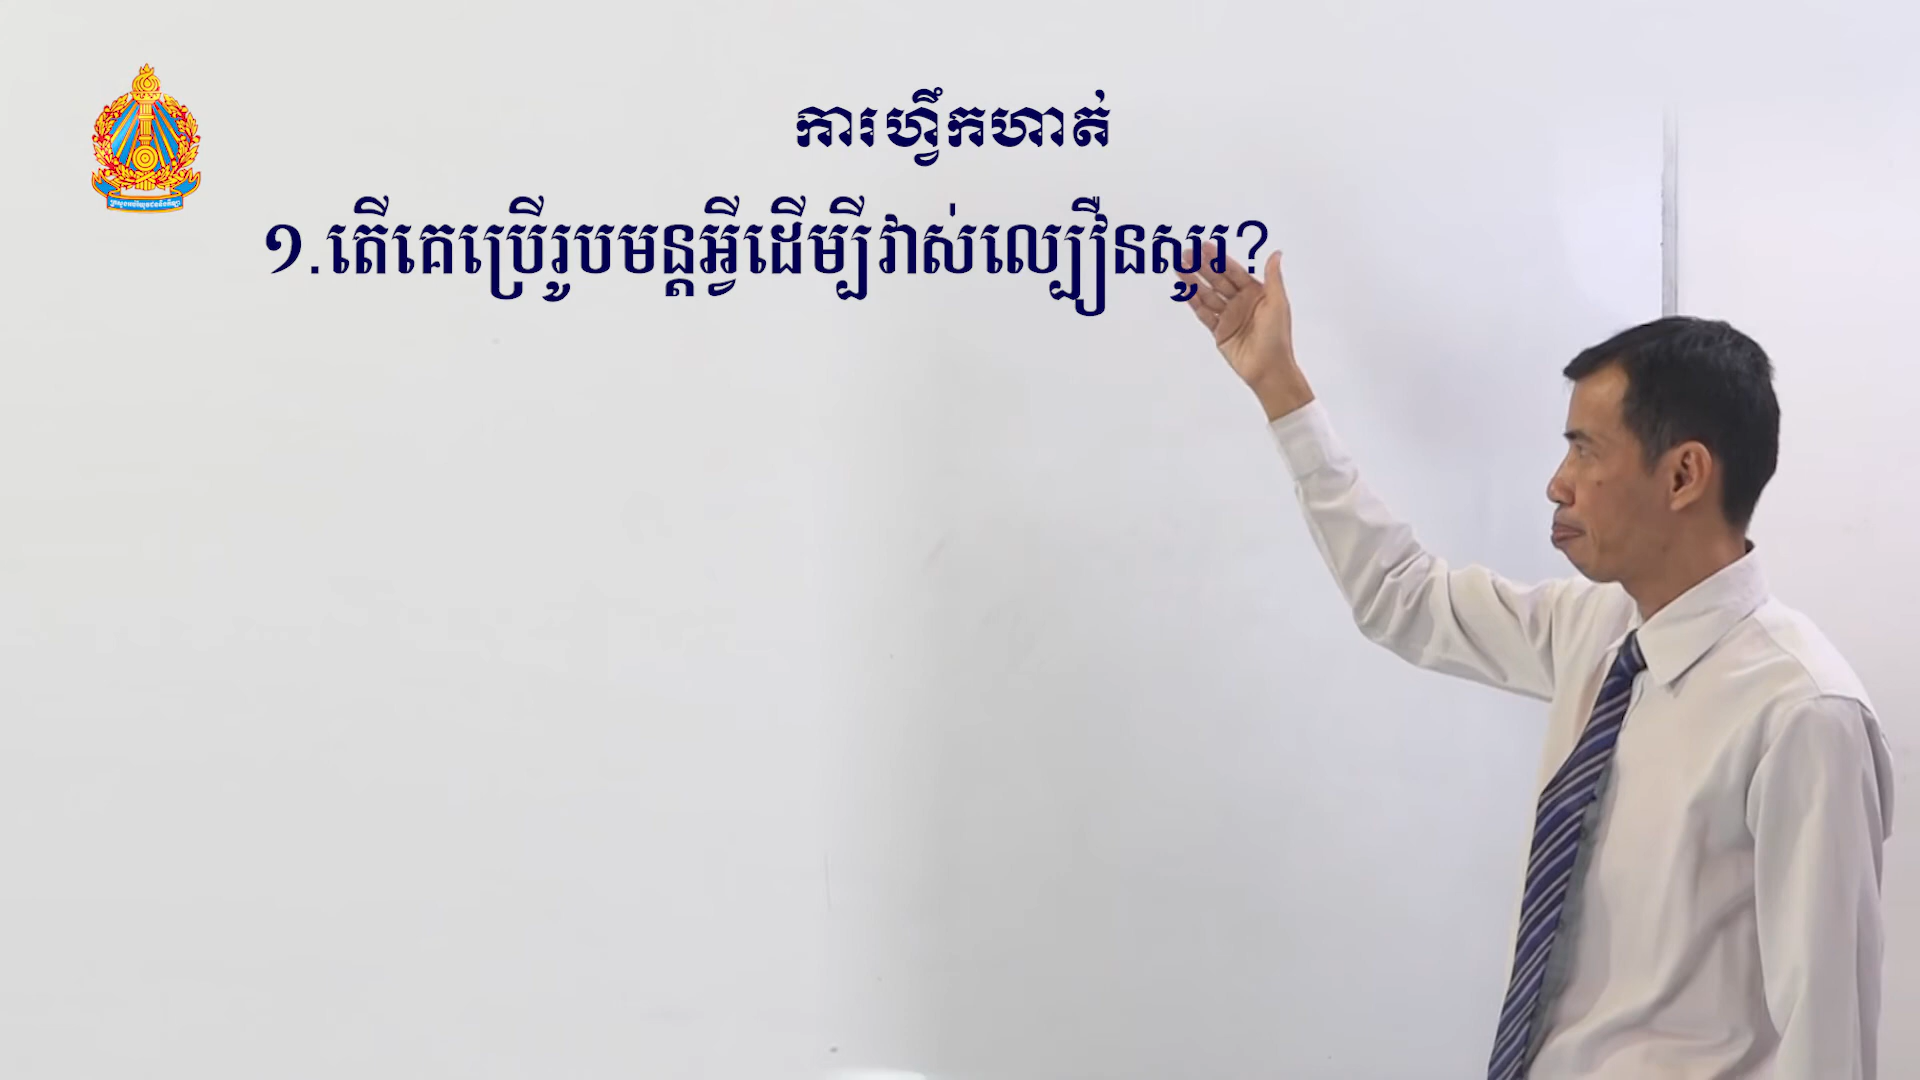 ការហ្វឹកហាត់
១.តើគេប្រើរូបមន្តអ្វីដើម្បីវាស់ល្បឿនសូរ?